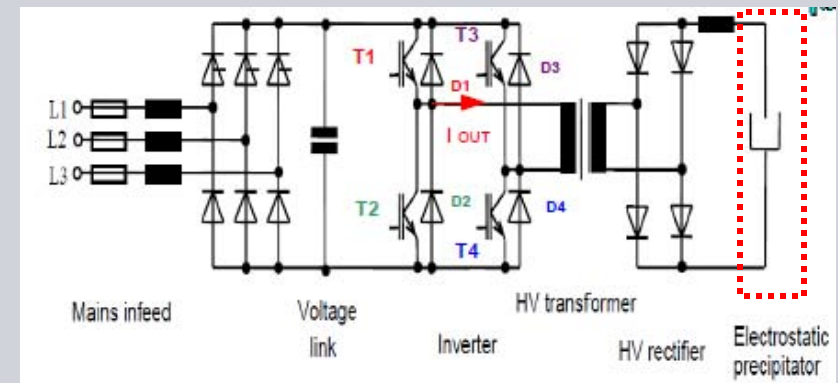 T1
T3
D3
D1
L1
L2
L3
I OUT
T2
D2
D4
T4
Mains infeed
Voltage
link
Inverter
HV transformer
HV rectifier
Electrostatic
precipitator